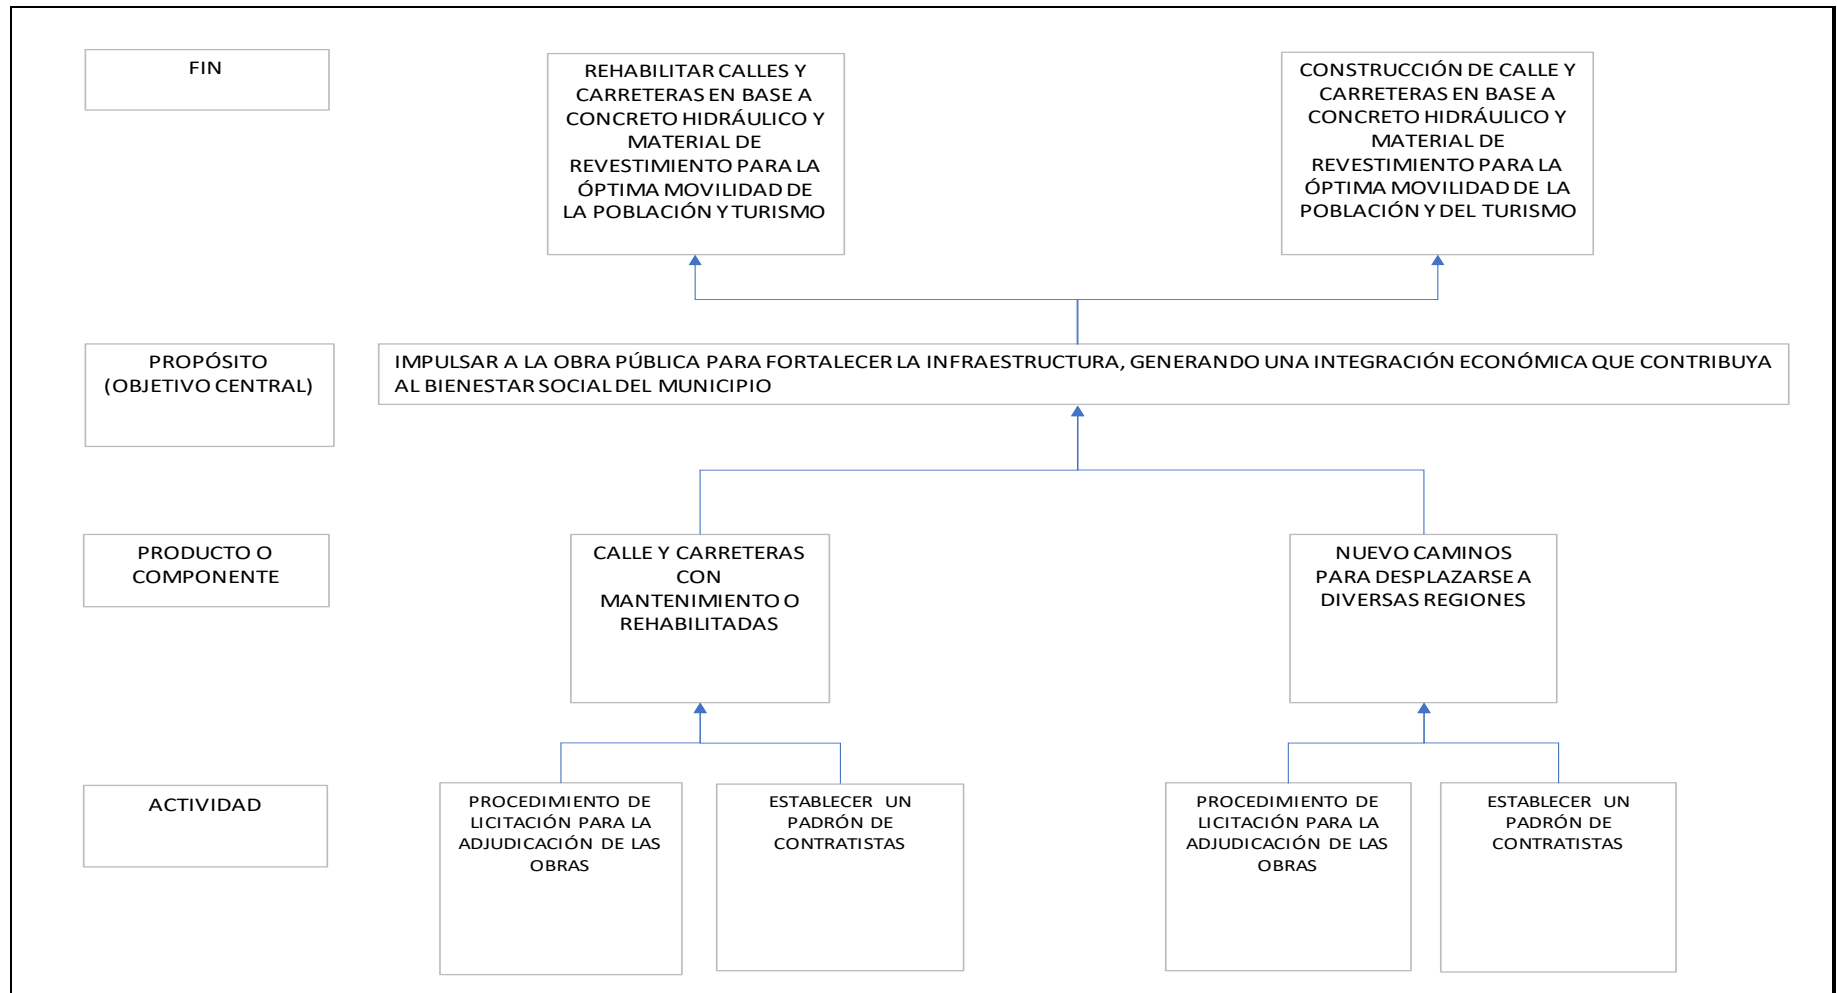 FIN
REHABILITAR CALLES Y
CARRETERAS EN BASE A
CONCRETO HIDRÁULICO Y
MATERIAL DE
REVESTIMIENTO PARA LA
ÓPTIMA MOVILIDAD DE
LA POBLACIÓN Y TURISMO
CONSTRUCCIÓN DE CALLE Y
CARRETERAS EN BASE A
CONCRETO HIDRÁULICO Y
MATERIAL DE
REVESTIMIENTO PARA LA
ÓPTIMA MOVILIDAD DE LA
POBLACIÓN Y DEL TURISMO
PROPÓSITO
(OBJETIVO CENTRAL)
IMPULSAR A LA OBRA PÚBLICA PARA FORTALECER LA INFRAESTRUCTURA, GENERANDO UNA INTEGRACIÓN ECONÓMICA QUE CONTRIBUYA
AL BIENESTAR SOCIAL DEL MUNICIPIO
PRODUCTO O
COMPONENTE
CALLE Y CARRETERAS
CON
MANTENIMIENTO O
REHABILITADAS
NUEVO CAMINOS
PARA DESPLAZARSE A
DIVERSAS REGIONES
ACTIVIDAD
PROCEDIMIENTO DE
LICITACIÓN PARA LA
ADJUDICACIÓN DE LAS
OBRAS
ESTABLECER UN
PADRÓN DE
CONTRATISTAS
PROCEDIMIENTO DE
LICITACIÓN PARA LA
ADJUDICACIÓN DE LAS
OBRAS
ESTABLECER UN
PADRÓN DE
CONTRATISTAS